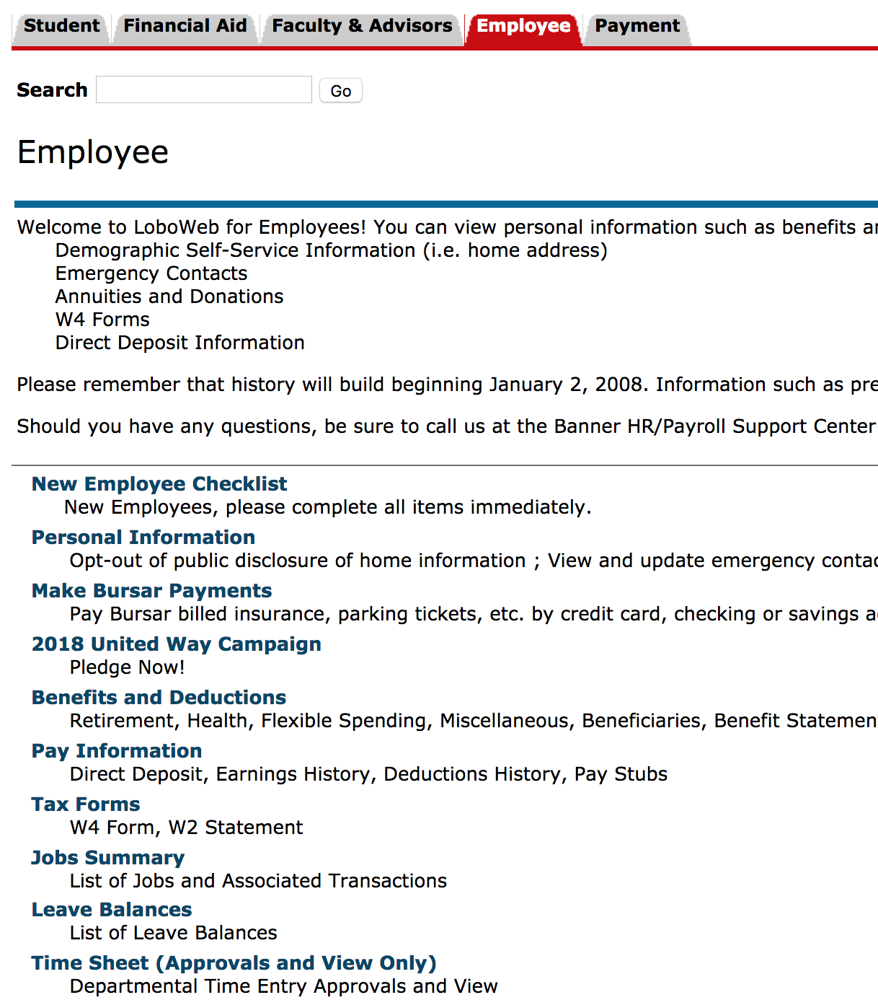 Student Financial Aid Faculty & Advisors Employee Payment
Search Go
Employee
Welcome to LoboWeb for Employees! You can view personal information such as benefits
Demographic Self-Service Information (i.e. home address)
Emergency Contacts
Annuities and Donations
W4 Forms
Direct Deposit Information
Please remember that history will build beginning January 2, 2008. Information such as
Should you have any questions, be sure to call us at the Banner HR/Payroll Support Center
New Employee Checklist
New Employees, please complete all items immediately.
Personal Information
Opt-out of public disclosure of home information ; View and update emergency
Make Bursar Payments
Pay Bursar billed insurance, parking tickets, etc. by credit card, checking or savings
2018 United Way Campaign
Pledge Now!
Benefits and Deductions
Retirement, Health, Flexible Spending, Miscellaneous, Beneficiaries, Benefit Statemen
Pay Information
Direct Deposit, Earnings History, Deductions History, Pay Stubs
Tax Forms
W4 Form, W2 Statement
Jobs Summary
List of Jobs and Associated Transactions
Leave Balances
List of Leave Balances
Time Sheet (Approvals and View Only)
Departmental Time Entry Approvals and View